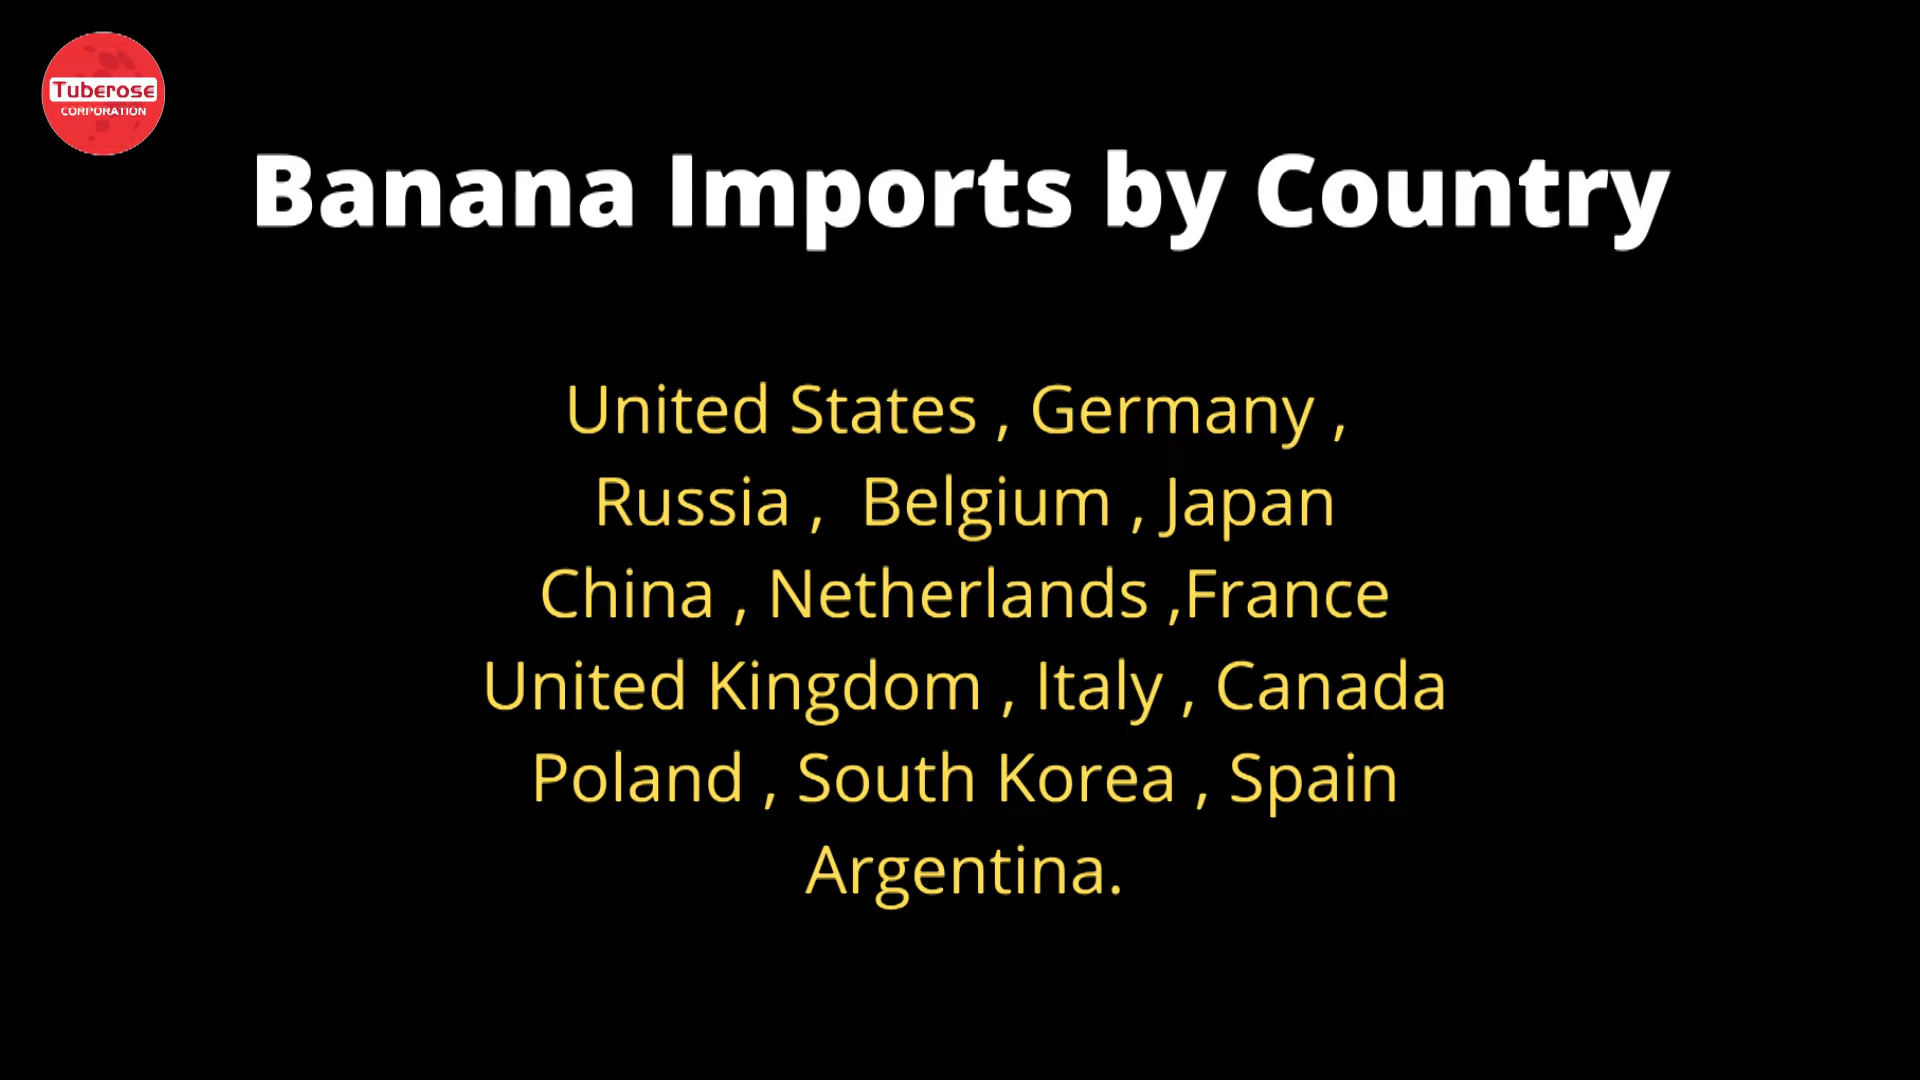 Tuberose
CORPORATION
Banana Imports by Country
United States , Germany ,
Russia ,  Belgium , Japan
China , Netherlands ,France
United Kingdom , Italy , Canada
Poland , South Korea , Spain
Argentina.